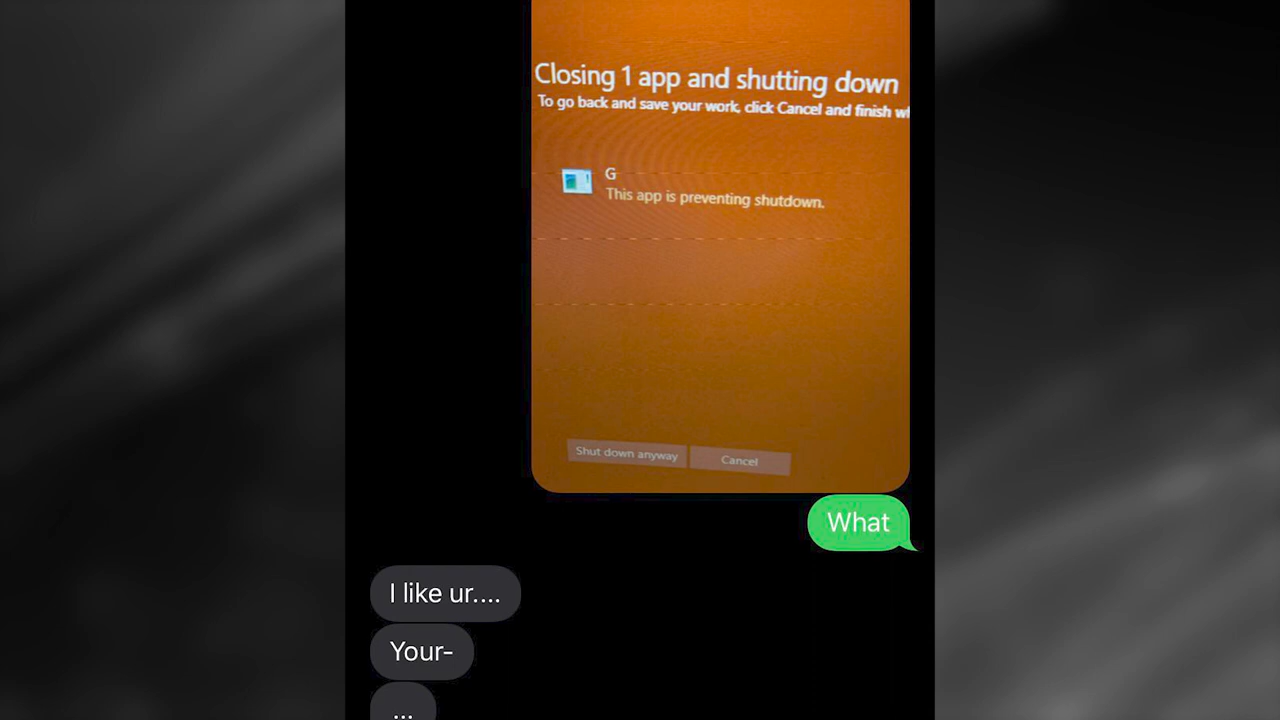 Closing 1 app and shutting down
To go back and save your work, click Cancel and finish
G
This app is preventing shutdown.
Shut down anyway
Cancel
What
I like ur....
Your-
...